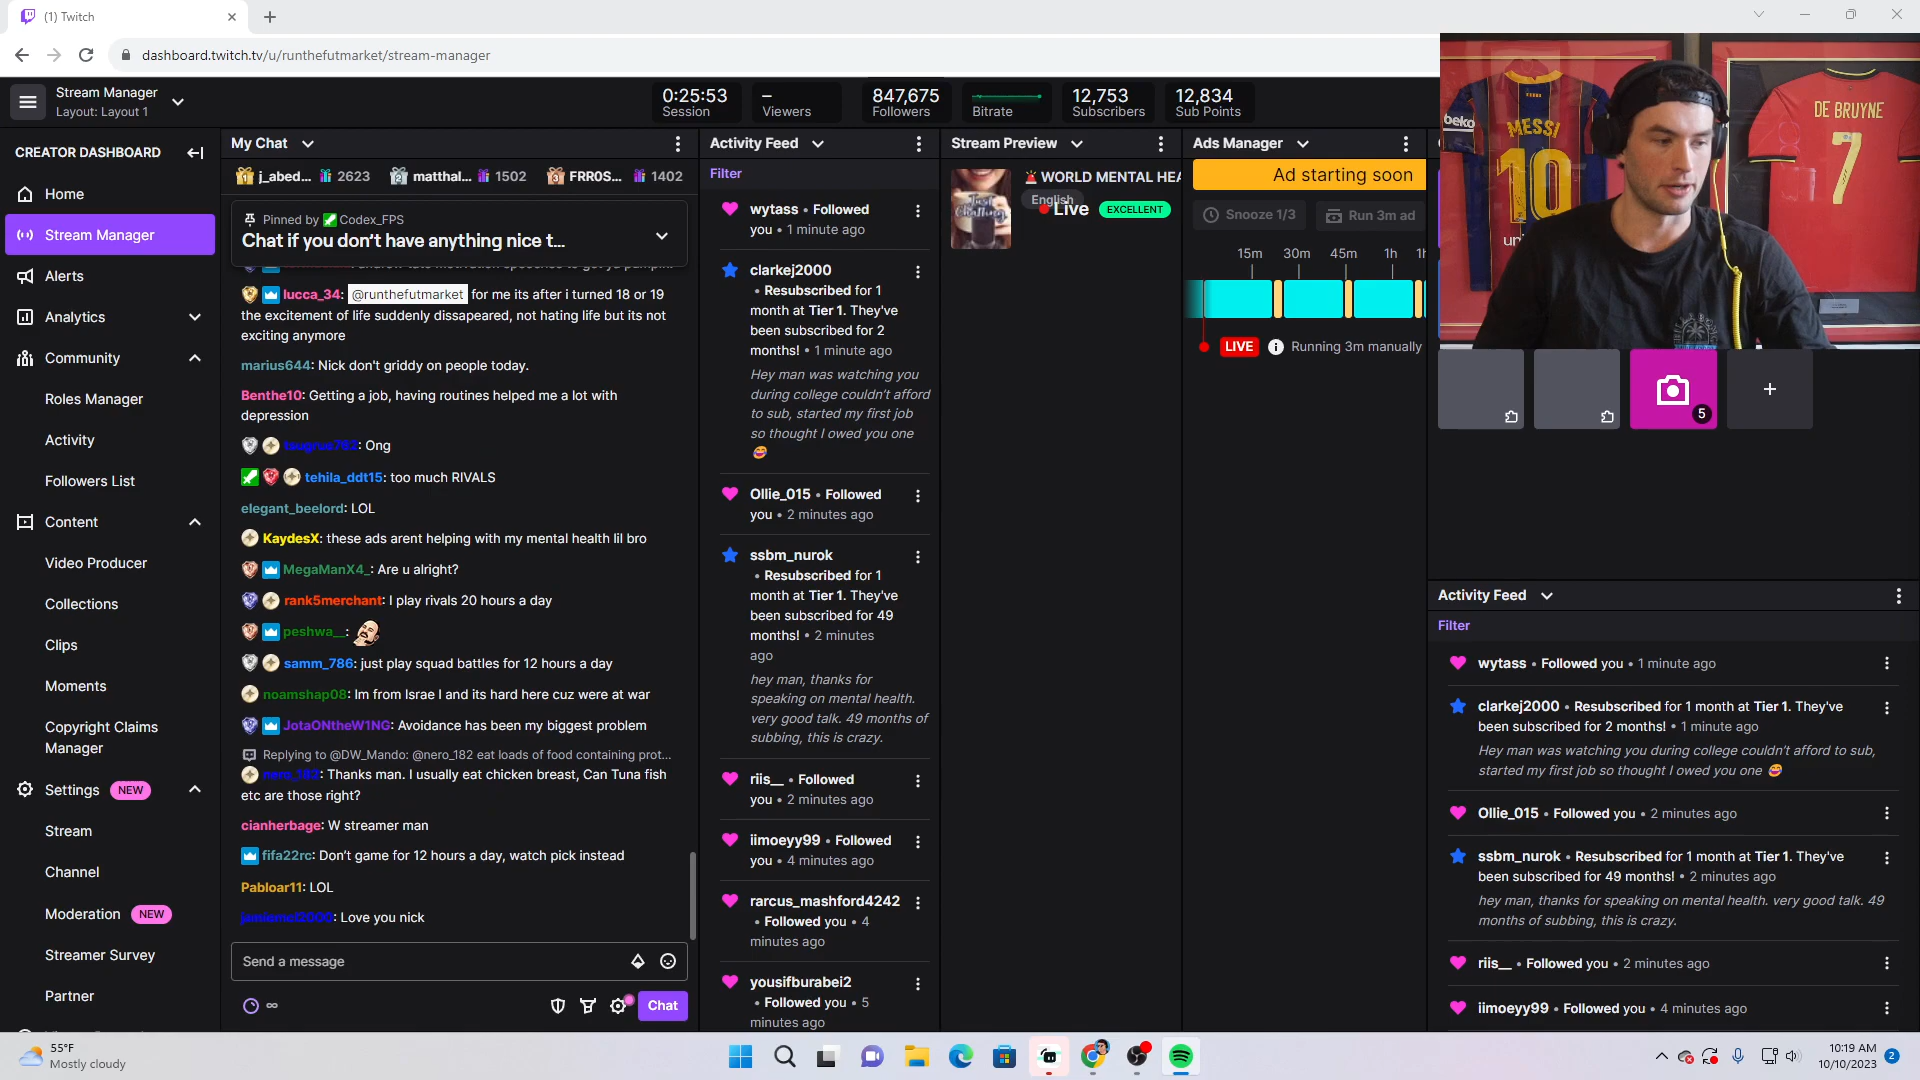 (1) Twitch
dashboard.twitch.tv/u/runthefutmarket/stream-manager
Stream Manager
Layout: Layout 1
0:25:53
Session
–
Viewers
847,675
Followers
Bitrate
12,753
Subscribers
12,834
Sub Points
CREATOR DASHBOARD
Home
Stream Manager
Alerts
Analytics
Community
Roles Manager
Activity
Followers List
Content
Video Producer
Collections
Clips
Moments
Copyright Claims
Manager
Settings NEW
Stream
Channel
Moderation NEW
Streamer Survey
Partner
My Chat
1 j_abed... 2623 2 matthal... 1502 3 FRR0S... 1402
Pinned by Codex_FPS
Chat if you don't have anything nice t...
lucca_34: @runthefutmarket for me its after i turned 18 or 19
the excitement of life suddenly dissapeared, not hating life but its not
exciting anymore
marius644: Nick don't griddy on people today.
Benthe10: Getting a job, having routines helped me a lot with
depression
: Ong
tehila_ddt15: too much RIVALS
elegant_beelord: LOL
KaydesX: these ads arent helping with my mental health lil bro
MegaManX4_: Are u alright?
rank5merchant: I play rivals 20 hours a day
peshwa__:
samm_786: just play squad battles for 12 hours a day
noamshap08: Im from Israe l and its hard here cuz were at war
JotaONtheW1NG: Avoidance has been my biggest problem
Replying to @DW_Mando: @nero_182 eat loads of food containing prot...
nero_182: Thanks man. I usually eat chicken breast, Can Tuna fish
etc are those right?
cianherbage: W streamer man
fifa22rc: Don't game for 12 hours a day, watch pick instead
Pabloar11: LOL
: Love you nick
Send a message
∞
Chat
Activity Feed
Filter
wytass • Followed
you • 1 minute ago
clarkej2000
• Resubscribed for 1
month at Tier 1. They've
been subscribed for 2
months! • 1 minute ago
Hey man was watching you
during college couldn't afford
to sub, started my first job
so thought I owed you one
Ollie_015 • Followed
you • 2 minutes ago
ssbm_nurok
• Resubscribed for 1
month at Tier 1. They've
been subscribed for 49
months! • 2 minutes
ago
hey man, thanks for
speaking on mental health.
very good talk. 49 months of
subbing, this is crazy.
riis__ • Followed
you • 2 minutes ago
iimoeyy99 • Followed
you • 4 minutes ago
rarcus_mashford4242
• Followed you • 4
minutes ago
yousifburabei2
• Followed you • 5
minutes ago
Stream Preview
WORLD MENTAL HEA
English
Live EXCELLENT
Just
Chatting
Ads Manager
Ad starting soon
Snooze 1/3 Run 3m ad
15m 30m 45m 1h
LIVE Running 3m manually
beko
MESSI
10
uni
DE BRUYNE
7
5
Activity Feed
Filter
wytass • Followed you • 1 minute ago
clarkej2000 • Resubscribed for 1 month at Tier 1. They've
been subscribed for 2 months! • 1 minute ago
Hey man was watching you during college couldn't afford to sub,
started my first job so thought I owed you one
Ollie_015 • Followed you • 2 minutes ago
ssbm_nurok • Resubscribed for 1 month at Tier 1. They've
been subscribed for 49 months! • 2 minutes ago
hey man, thanks for speaking on mental health. very good talk. 49
months of subbing, this is crazy.
riis__ • Followed you • 2 minutes ago
iimoeyy99 • Followed you • 4 minutes ago
55°F
Mostly cloudy
10:19 AM
10/10/2023
2